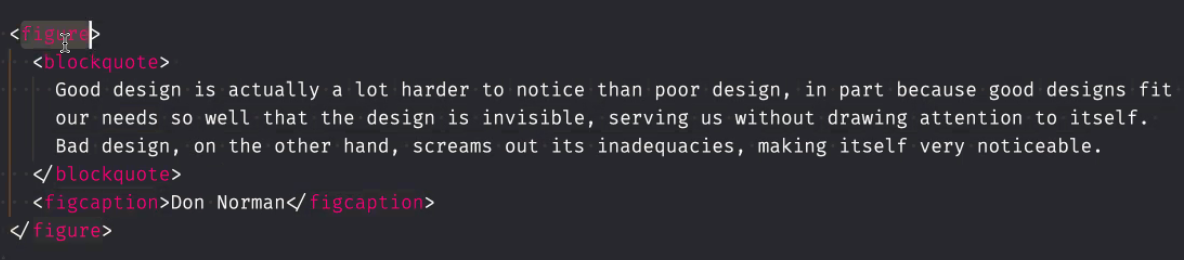 <figure>
<blockquote>
Good design is actually a lot harder to notice than poor design, in part because good designs fit
our needs so well that the design is invisible, serving us without drawing attention to itself.
Bad design, on the other hand, screams out its inadequacies, making itself very noticeable.
</blockquote>
<figcaption>Don Norman</figcaption>
</figure>